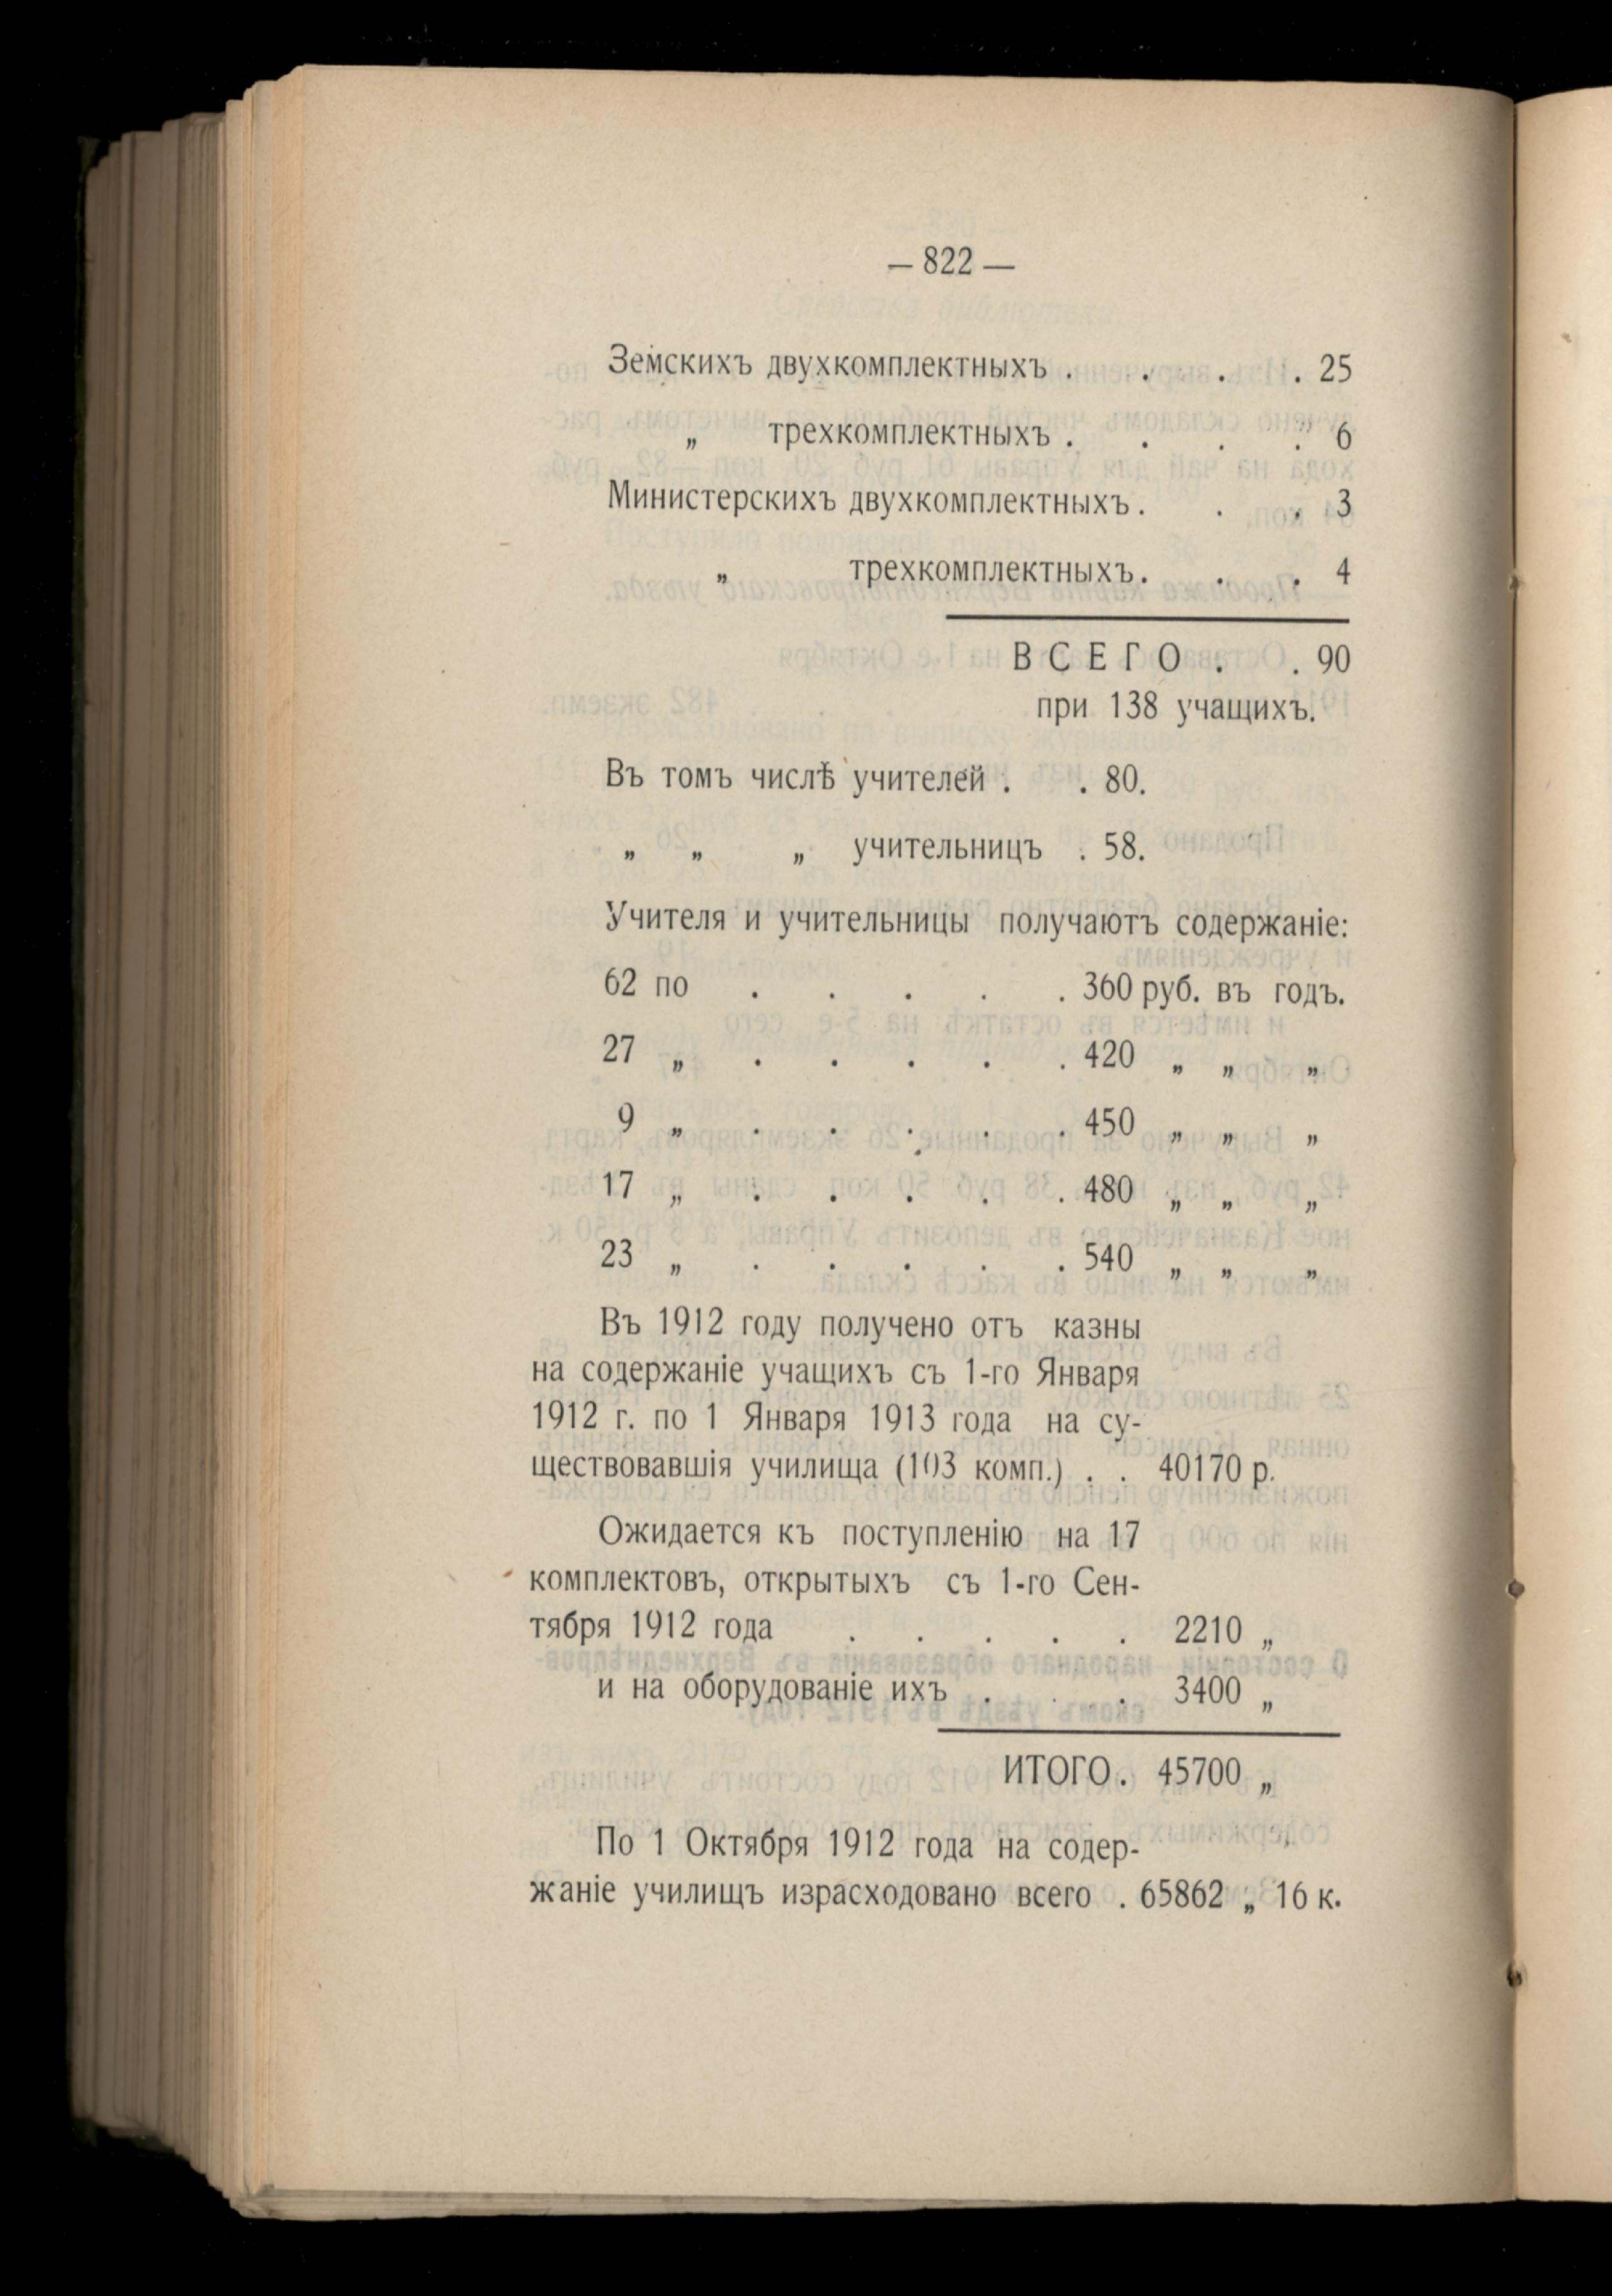 — 822 —
Земскихъ двухкомплектныхъ . . . . 25
„ трехкомплектныхъ . . . . 6
Министерскихъ двухкомплектныхъ . . . 3
„ трехкомплектныхъ . . . 4
ВСЕГО . . 90
при 138 учащихъ.
Въ томъ числѣ учителей . . 80.
„ „ „ учительницъ . 58.
Учителя и учительницы получаютъ содержаніе:
62 по . . . . . 360 руб. въ годъ.
27 „ . . . . . 420 „ „ „
9 „ . . . . . 450 „ „ „
17 „ . . . . . 480 „ „ „
23 „ . . . . . 540 „ „ „
Въ 1912 году получено отъ казны
на содержаніе учащихъ съ 1-го Января
1912 г. по 1 Января 1913 года на су-
ществовавшія училища (103 комп.) . . 40170 р.
Ожидается къ поступленію на 17
комплектовъ, открытыхъ съ 1-го Сен-
тября 1912 года . . . . . 2210 „
и на оборудованіе ихъ . . . 3400 „
ИТОГО . 45700 „
По 1 Октября 1912 года на содер-
жаніе училищъ израсходовано всего . 65862 „ 16 к.